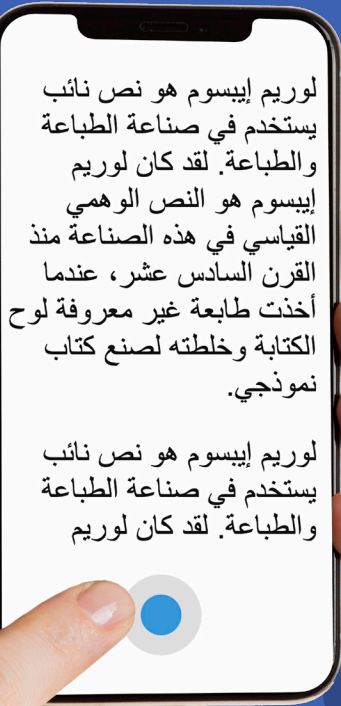 لوريم إيبسوم هو نص نائب
يستخدم في صناعة الطباعة
والطباعة. لقد كان لوريم
إيبسوم هو النص الوهمي
القياسي في هذه الصناعة منذ
القرن السادس عشر، عندما
أخذت طابعة غير معروفة لوح
الكتابة وخلطته لصنع كتاب
نموذجي.
لوريم إيبسوم هو نص نائب
يستخدم في صناعة الطباعة
والطباعة. لقد كان لوريم